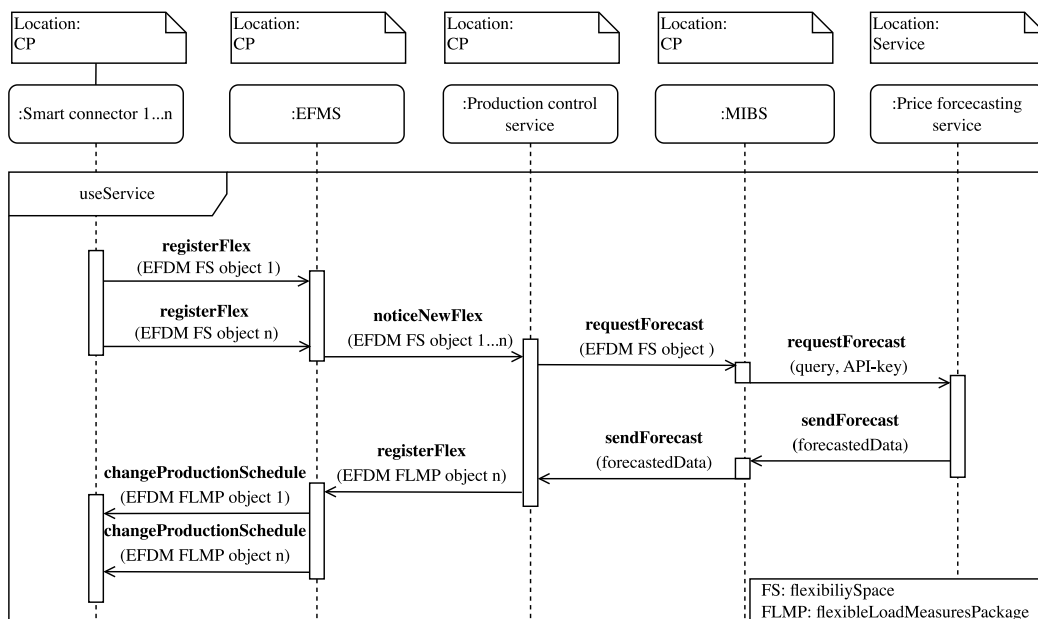 Location:
CP
Location:
CP
Location:
CP
Location:
CP
Location:
Service
:Smart connector 1...n
:EFMS
:Production control
service
:MIBS
:Price forcecasting
service
useService
registerFlex
(EFDM FS object 1)
registerFlex
(EFDM FS object n)
noticeNewFlex
(EFDM FS object 1...n)
requestForecast
(EFDM FS object )
requestForecast
(query, API-key)
sendForecast
(forecastedData)
sendForecast
(forecastedData)
registerFlex
(EFDM FLMP object n)
changeProductionSchedule
(EFDM FLMP object 1)
changeProductionSchedule
(EFDM FLMP object n)
FS: flexibiliySpace
FLMP: flexibleLoadMeasuresPackage